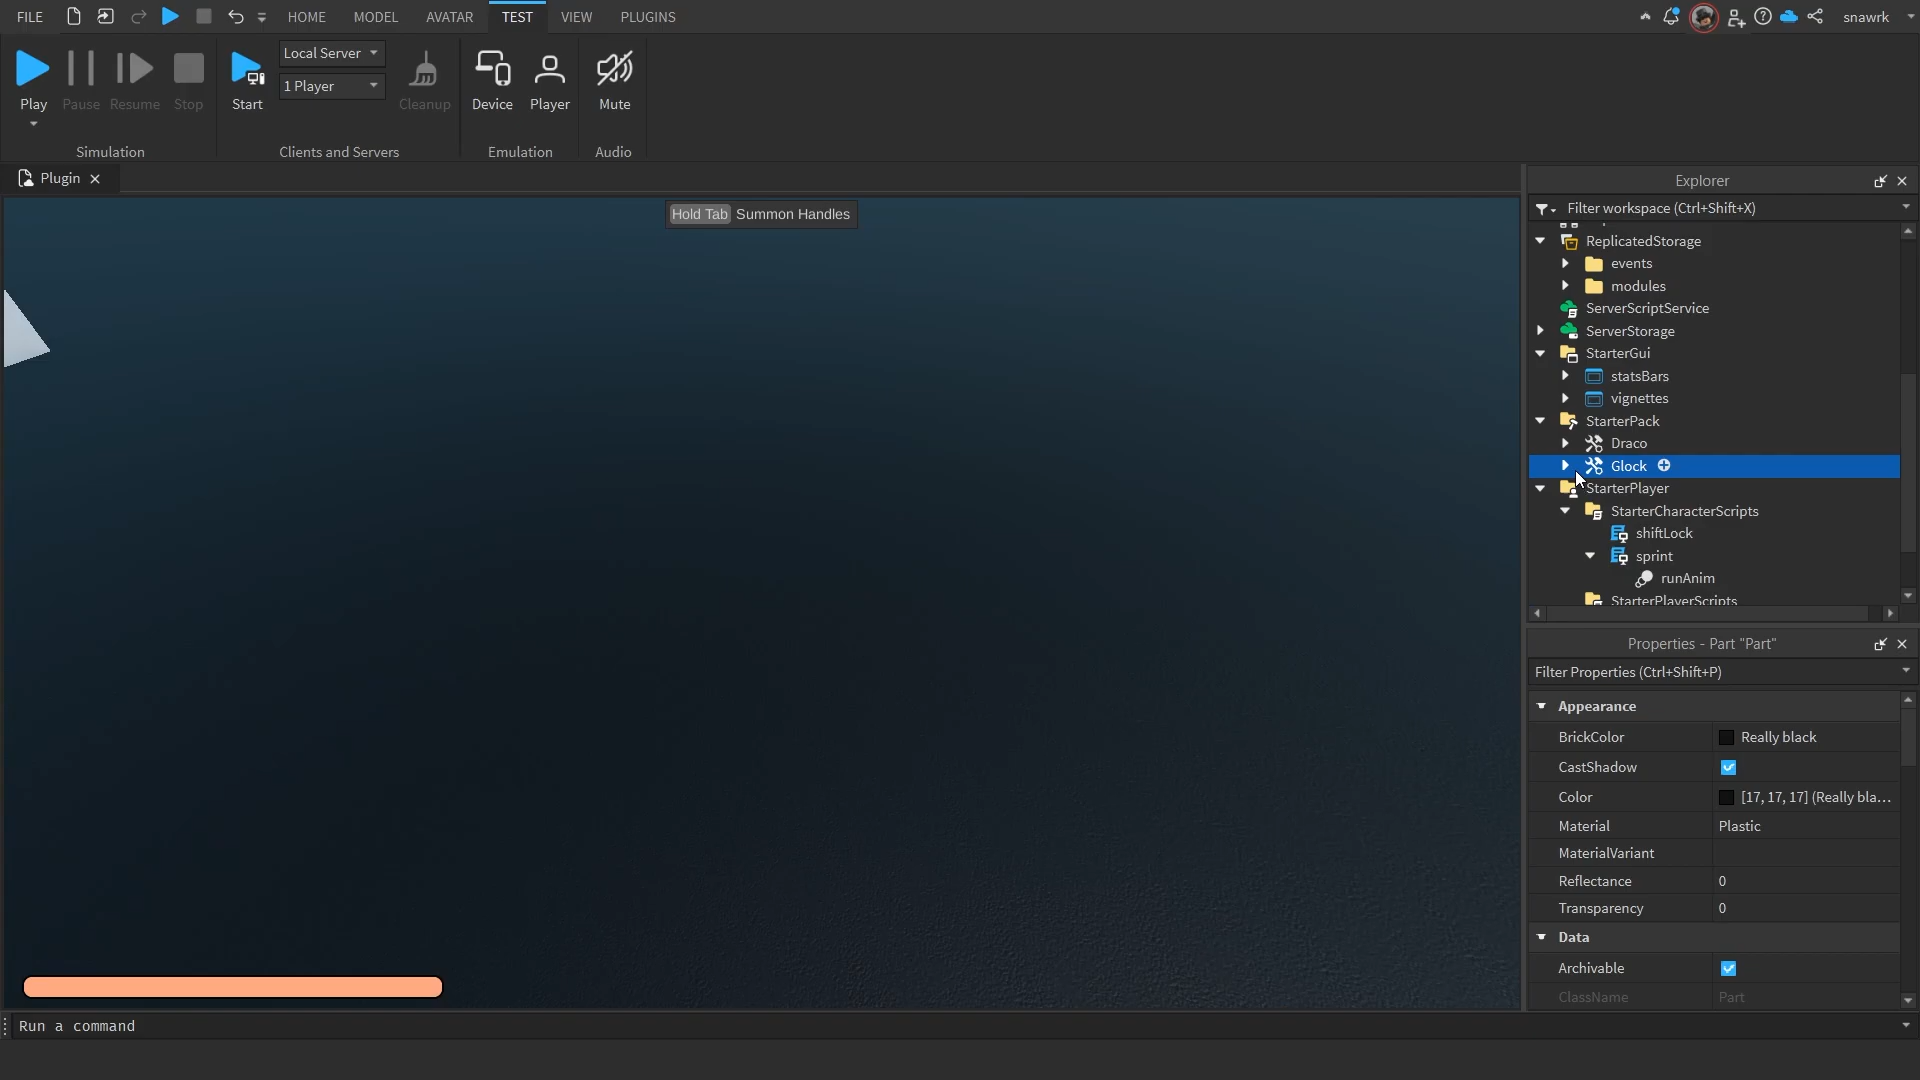 FILE HOME MODEL AVATAR TEST VIEW PLUGINS snawrk
Local Server
1 Player
Play Pause Resume Stop Start Cleanup Device Player Mute
Simulation Clients and Servers Emulation Audio
Plugin
Hold Tab Summon Handles
Explorer
Filter workspace (Ctrl+Shift+X)
ReplicatedStorage
events
modules
ServerScriptService
ServerStorage
StarterGui
statsBars
vignettes
StarterPack
Draco
Glock
StarterPlayer
StarterCharacterScripts
shiftLock
sprint
runAnim
StarterPlayerScripts
Properties - Part "Part"
Filter Properties (Ctrl+Shift+P)
Appearance
BrickColor Really black
CastShadow
Color [17, 17, 17] (Really bla...
Material Plastic
MaterialVariant
Reflectance 0
Transparency 0
Data
Archivable
ClassName Part
Run a command